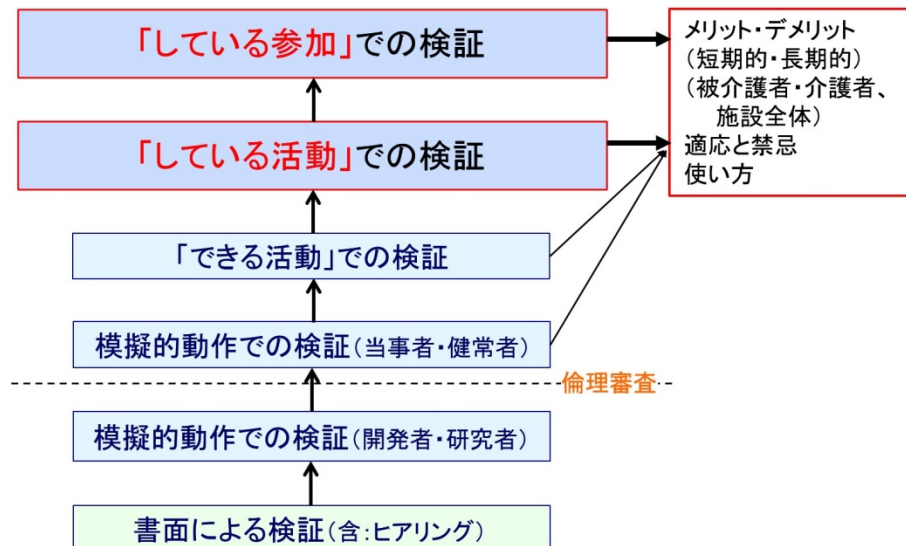 「している参加」での検証
「している活動」での検証
「できる活動」での検証
模擬的動作での検証(当事者・健常者)
倫理審査
模擬的動作での検証(開発者・研究者)
書面による検証(含:ヒアリング)
メリット・デメリット
(短期的・長期的)
(被介護者・介護者、
施設全体)
適応と禁忌
使い方